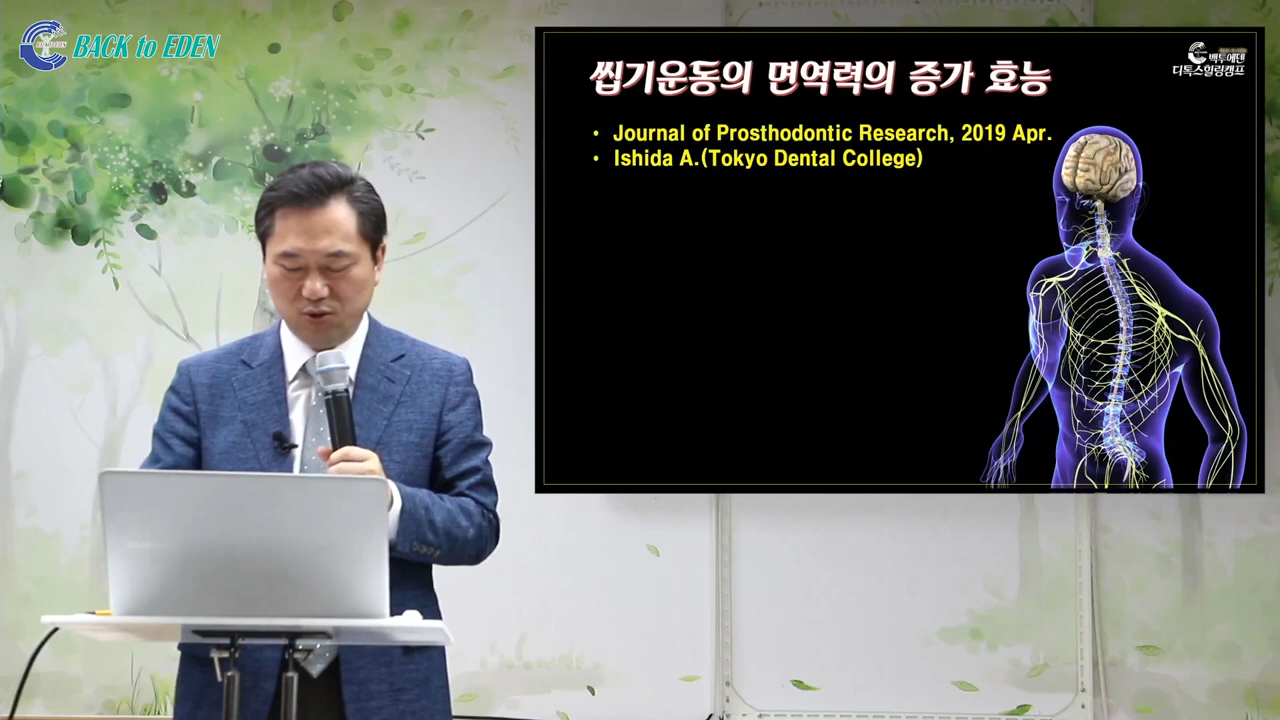 BACK to EDEN
씹기운동의 면역력의 증가 효능
백투에덴
디톡스힐링캠프
• Journal of Prosthodontic Research, 2019 Apr.
• Ishida A.(Tokyo Dental College)